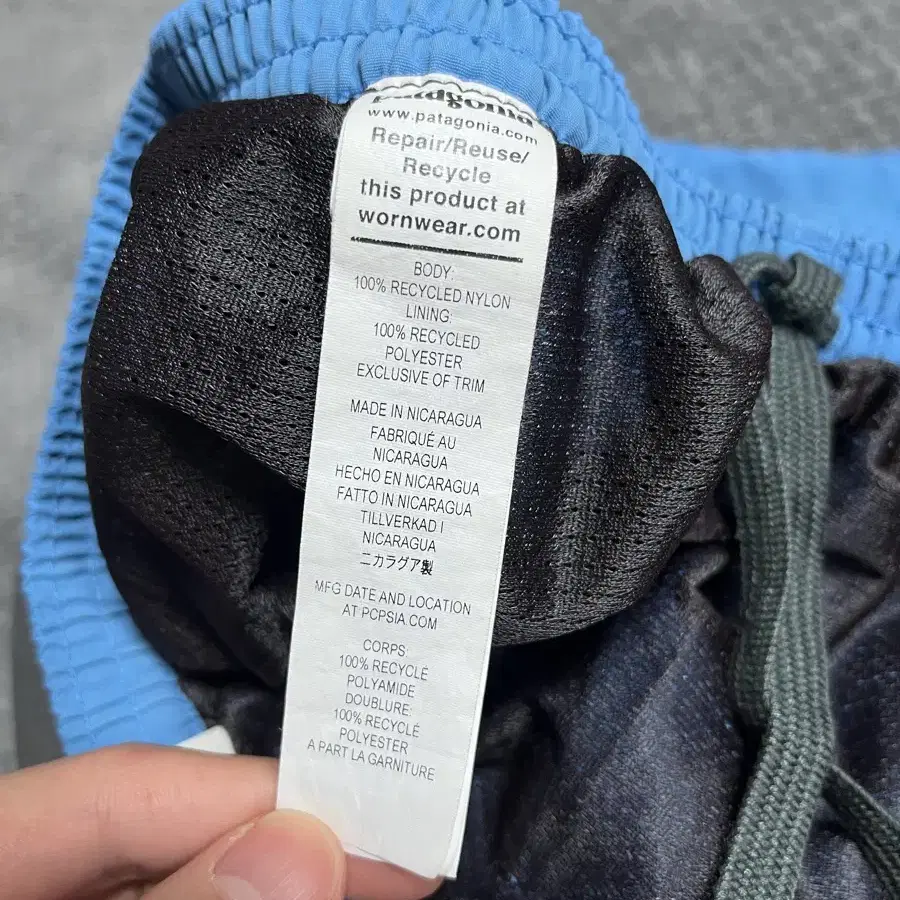 patagonia
www.patagonia.com
Repair/Reuse/
Recycle
this product at
wornwear.com
BODY:
100% RECYCLED NYLON
LINING:
100% RECYCLED
POLYESTER
EXCLUSIVE OF TRIM
MADE IN NICARAGUA
FABRIQUÉ AU
NICARAGUA
HECHO EN NICARAGUA
FATTO IN NICARAGUA
TILLVERKAD I
NICARAGUA
ニカラグア製
MFG DATE AND LOCATION
AT PCPSIA.COM
CORPS:
100% RECYCLÉ
POLYAMIDE
DOUBLURE:
100% RECYCLÉ
POLYESTER
A PART LA GARNITURE